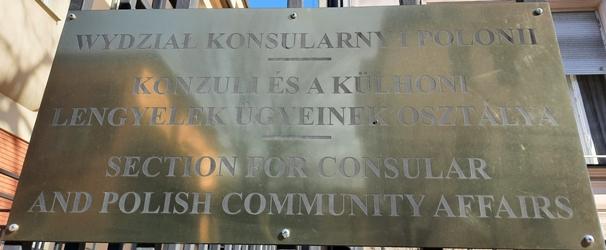 WYDZIAŁ KONSULARNY I POLONII
KONZULI ÉS A KÜLHONI
LENGYELEK ÜGYEINEK OSZTÁLYA
SECTION FOR CONSULAR
AND POLISH COMMUNITY AFFAIRS